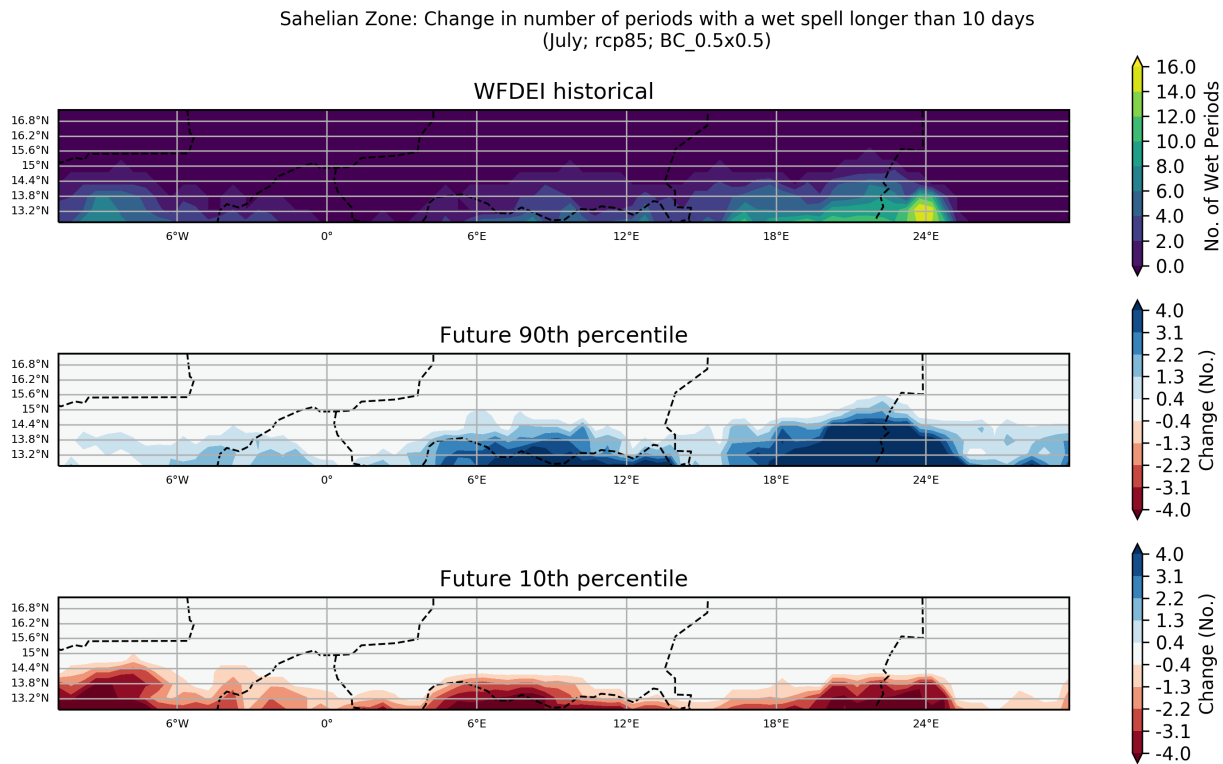 Sahelian Zone: Change in number of periods with a wet spell longer than 10 days
(July; rcp85; BC_0.5x0.5)
WFDEI historical
16.8°N
16.2°N
15.6°N
15°N
14.4°N
13.8°N
13.2°N
6°W
0°
6°E
12°E
18°E
24°E
16.0
14.0
12.0
10.0
8.0
6.0
4.0
2.0
0.0
No. of Wet Periods
Future 90th percentile
16.8°N
16.2°N
15.6°N
15°N
14.4°N
13.8°N
13.2°N
6°W
0°
6°E
12°E
18°E
24°E
4.0
3.1
2.2
1.3
0.4
-0.4
-1.3
-2.2
-3.1
-4.0
Change (No.)
Future 10th percentile
16.8°N
16.2°N
15.6°N
15°N
14.4°N
13.8°N
13.2°N
6°W
0°
6°E
12°E
18°E
24°E
4.0
3.1
2.2
1.3
0.4
-0.4
-1.3
-2.2
-3.1
-4.0
Change (No.)